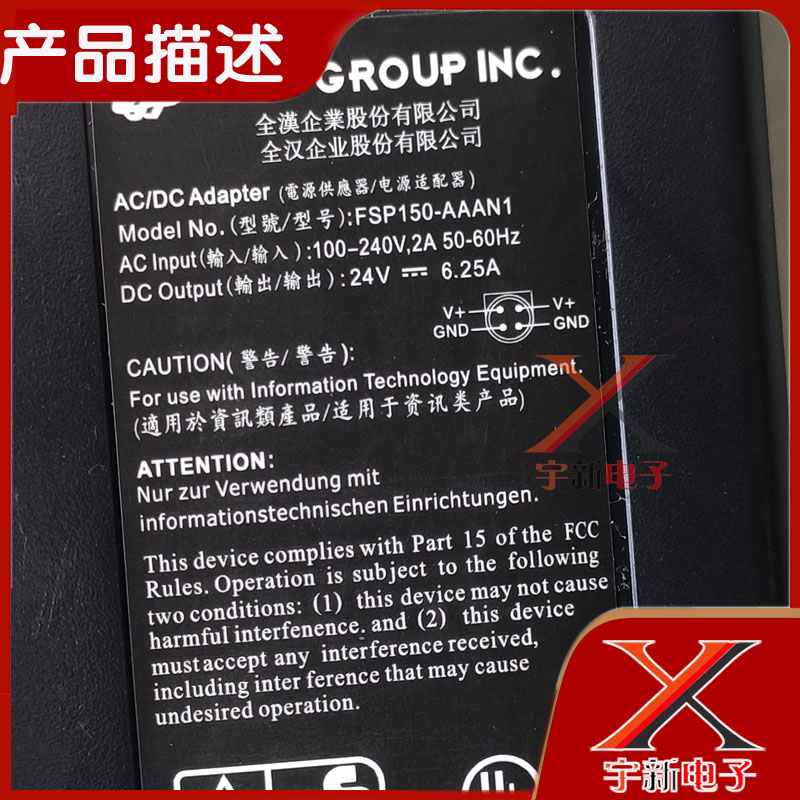 产品描述
GROUP INC.
全漢企業股份有限公司
全汉企业股份有限公司
AC/DC Adapter (電源供應器/电源适配器)
Model No.(型號/型号):FSP150-AAAN1
AC Input(輸入/输入):100-240V,2A 50-60Hz
DC Output(輸出/输出):24V ⎓ 6.25A
V+ V+
GND GND
CAUTION(警告/警告):
For use with Information Technology Equipment.
(適用於資訊類產品/适用于资讯类产品)
宇新电子
ATTENTION:
Nur zur Verwendung mit
informationstechnischen Einrichtungen.
This device complies with Part 15 of the FCC
Rules. Operation is subject to the following
two conditions: (1) this device may not cause
harmful interfenence. and (2) this device
must accept any interference received,
including inter ference that may cause
undesired operation.
宇新电子